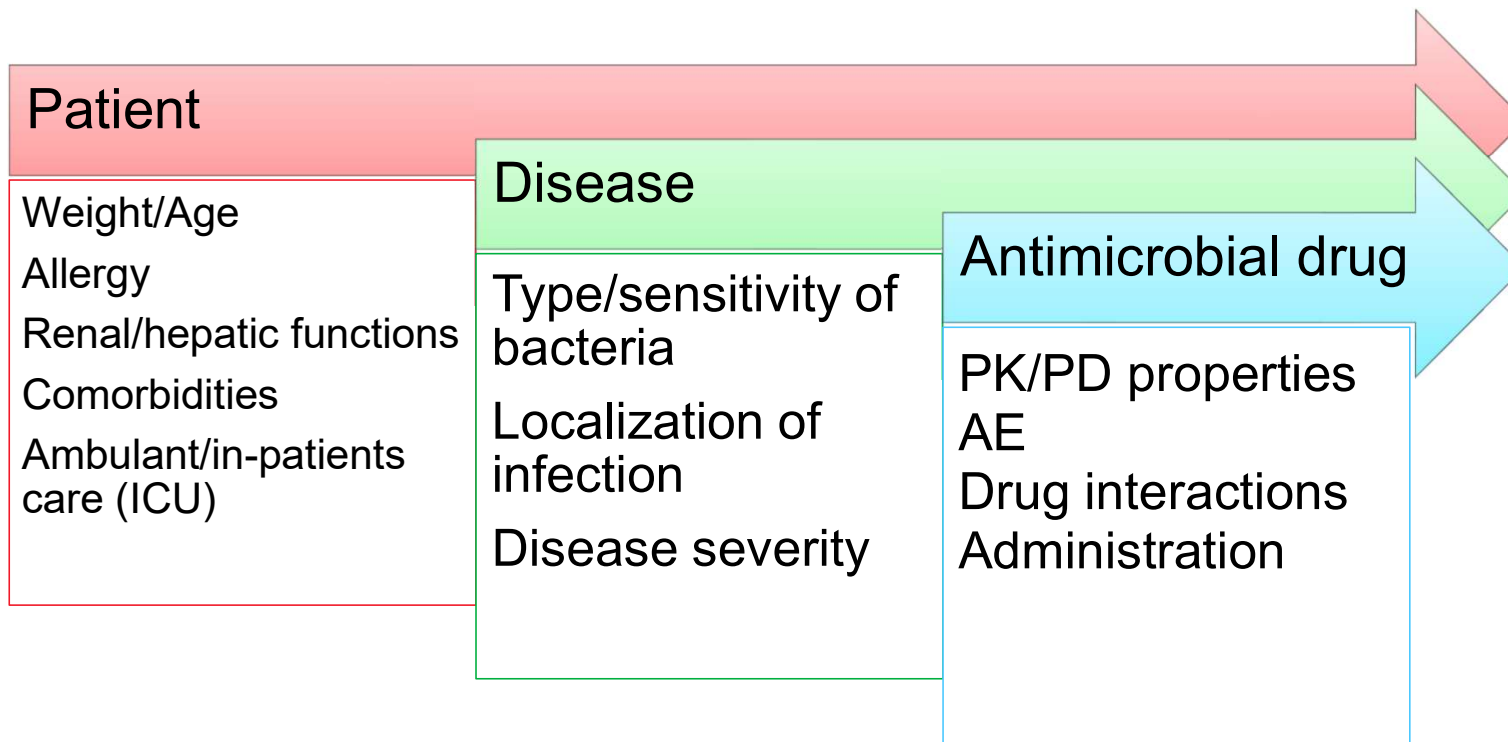 Patient
Weight/Age
Allergy
Renal/hepatic functions
Comorbidities
Ambulant/in-patients
care (ICU)
Disease
Type/sensitivity of
bacteria
Localization of
infection
Disease severity
Antimicrobial drug
PK/PD properties
AE
Drug interactions
Administration